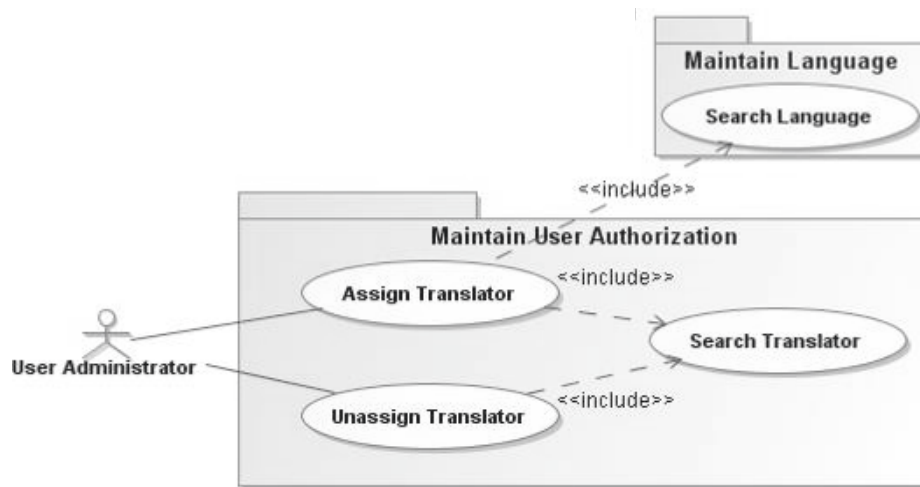 Maintain Language
Search Language
<<include>>
Maintain User Authorization
<<include>>
Assign Translator
Search Translator
User Administrator
<<include>>
Unassign Translator